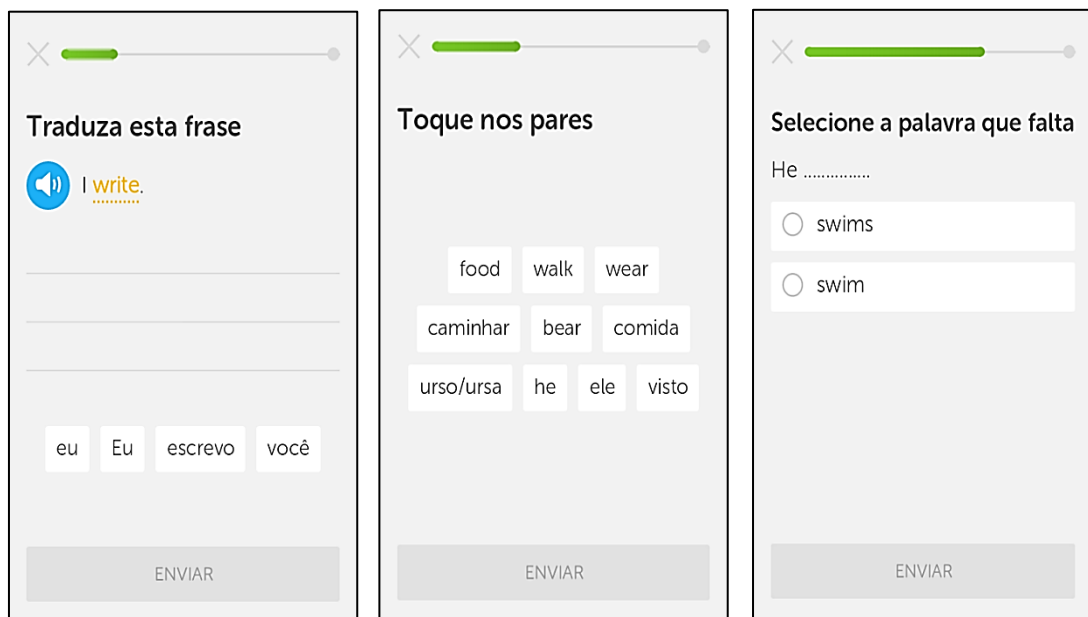 Traduza esta frase
I write.
eu Eu escrevo você
ENVIAR
Toque nos pares
food walk wear
caminhar bear comida
urso/ursa he ele visto
ENVIAR
Selecione a palavra que falta
He ...............
swims
swim
ENVIAR